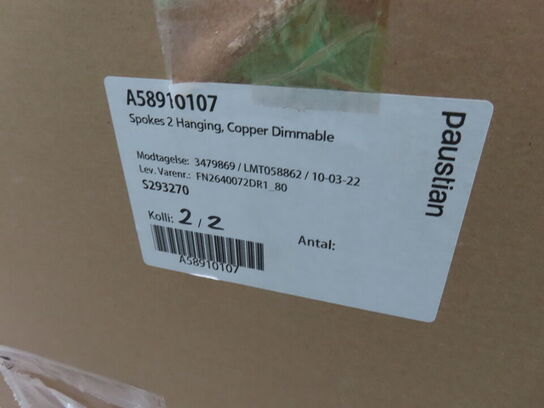 A58910107
Spokes 2 Hanging, Copper Dimmable
paustian
Modtagelse: 3479869 / LMT058862 / 10-03-22
Lev. Varenr.: FN2640072DR1_80
S293270
Kolli: 2 / 2
Antal:
A58910107